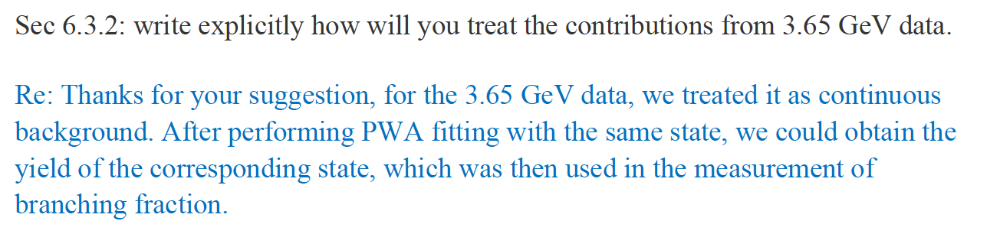 Sec 6.3.2: write explicitly how will you treat the contributions from 3.65 GeV data.
Re: Thanks for your suggestion, for the 3.65 GeV data, we treated it as continuous
background. After performing PWA fitting with the same state, we could obtain the
yield of the corresponding state, which was then used in the measurement of
branching fraction.